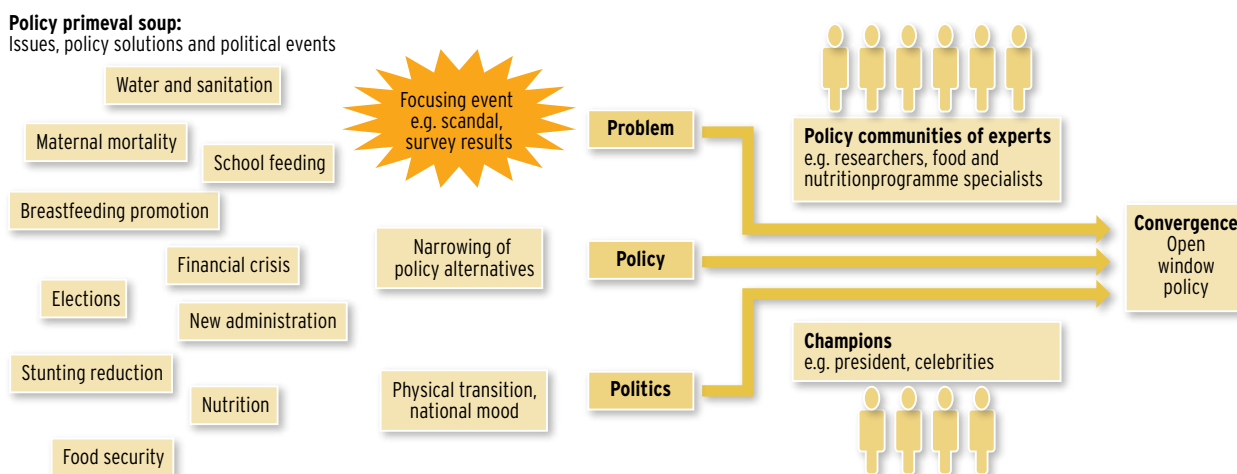 Policy primeval soup:
Issues, policy solutions and political events
Water and sanitation
Maternal mortality
School feeding
Breastfeeding promotion
Financial crisis
Elections
New administration
Stunting reduction
Nutrition
Food security
Focusing event
e.g. scandal,
survey results
Narrowing of
policy alternatives
Physical transition,
national mood
Problem
Policy
Politics
Policy communities of experts
e.g. researchers, food and
nutritionprogramme specialists
Champions
e.g. president, celebrities
Convergence
Open
window
policy